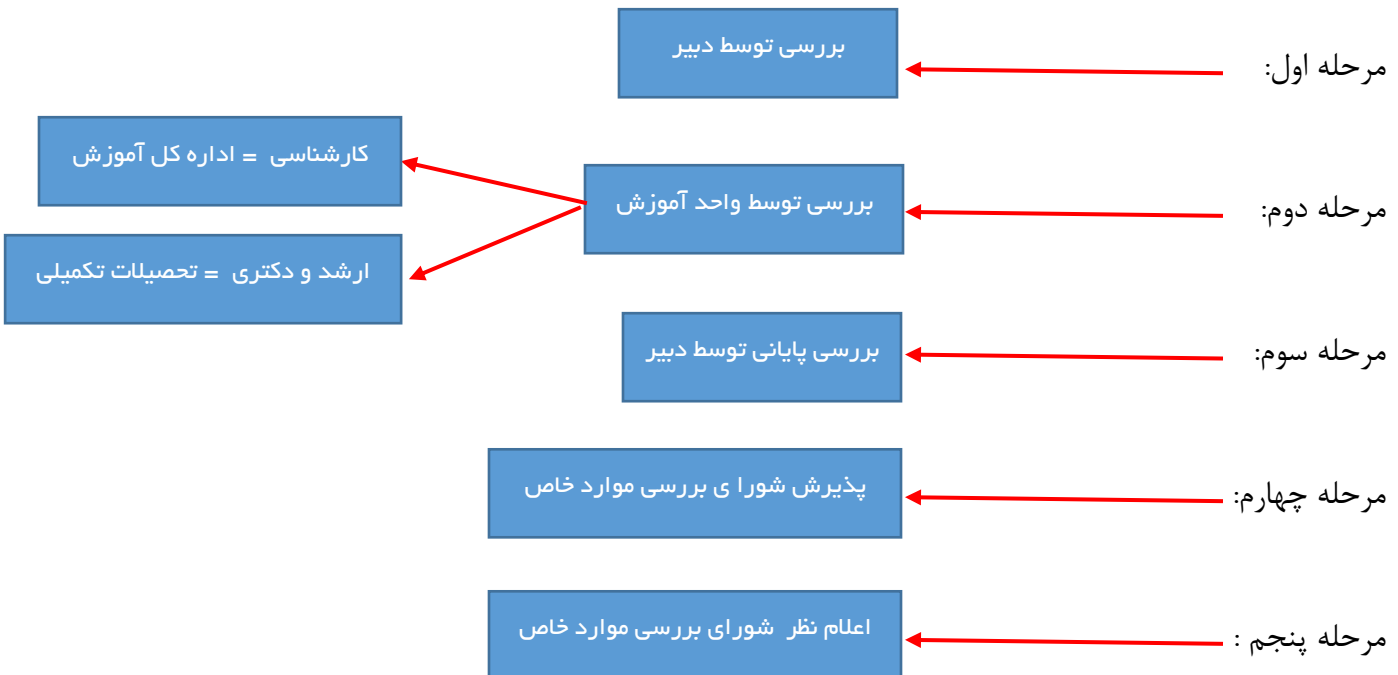 مرحله اول:
بررسی توسط دبیر
مرحله دوم:
بررسی توسط واحد آموزش
کارشناسی = اداره کل آموزش
ارشد و دکتری = تحصیلات تکمیلی
مرحله سوم:
بررسی پایانی توسط دبیر
مرحله چهارم:
پذیرش شورا ی بررسی موارد خاص
مرحله پنجم :
اعلام نظر شورای بررسی موارد خاص